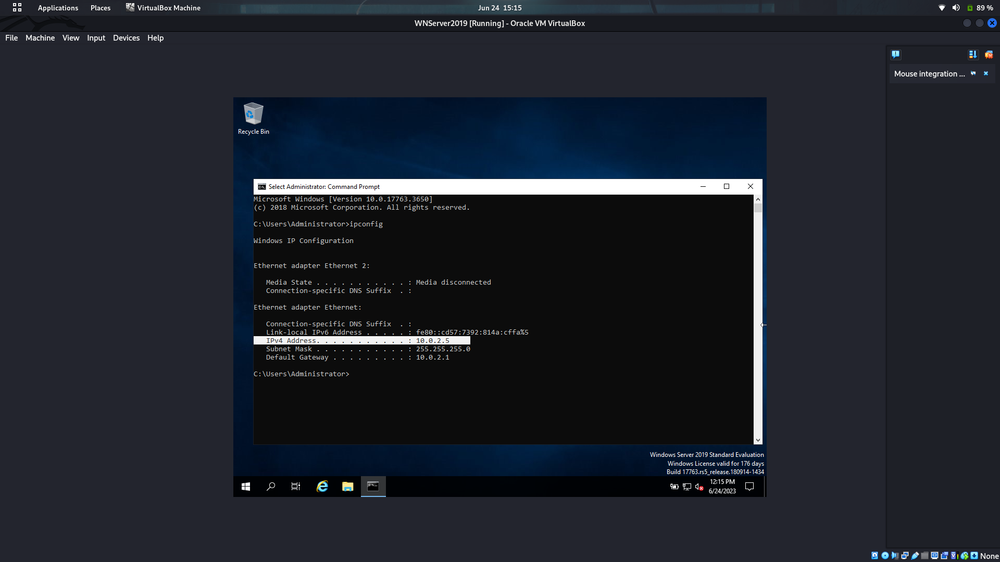 Applications Places VirtualBox Machine Jun 24 15:15 89 %
WNServer2019 [Running] - Oracle VM VirtualBox
File Machine View Input Devices Help
Mouse integration ...
Recycle Bin
Select Administrator: Command Prompt
Microsoft Windows [Version 10.0.17763.3650]
(c) 2018 Microsoft Corporation. All rights reserved.
C:\Users\Administrator>ipconfig
Windows IP Configuration
Ethernet adapter Ethernet 2:
Media State . . . . . . . . . . . : Media disconnected
Connection-specific DNS Suffix  . :
Ethernet adapter Ethernet:
Connection-specific DNS Suffix  . :
Link-local IPv6 Address . . . . . : fe80::cd57:7392:814a:cffa%5
IPv4 Address. . . . . . . . . . . : 10.0.2.5
Subnet Mask . . . . . . . . . . . : 255.255.255.0
Default Gateway . . . . . . . . . : 10.0.2.1
C:\Users\Administrator>
Windows Server 2019 Standard Evaluation
Windows License valid for 176 days
Build 17763.rs5_release.180914-1434
12:15 PM
6/24/2023
None